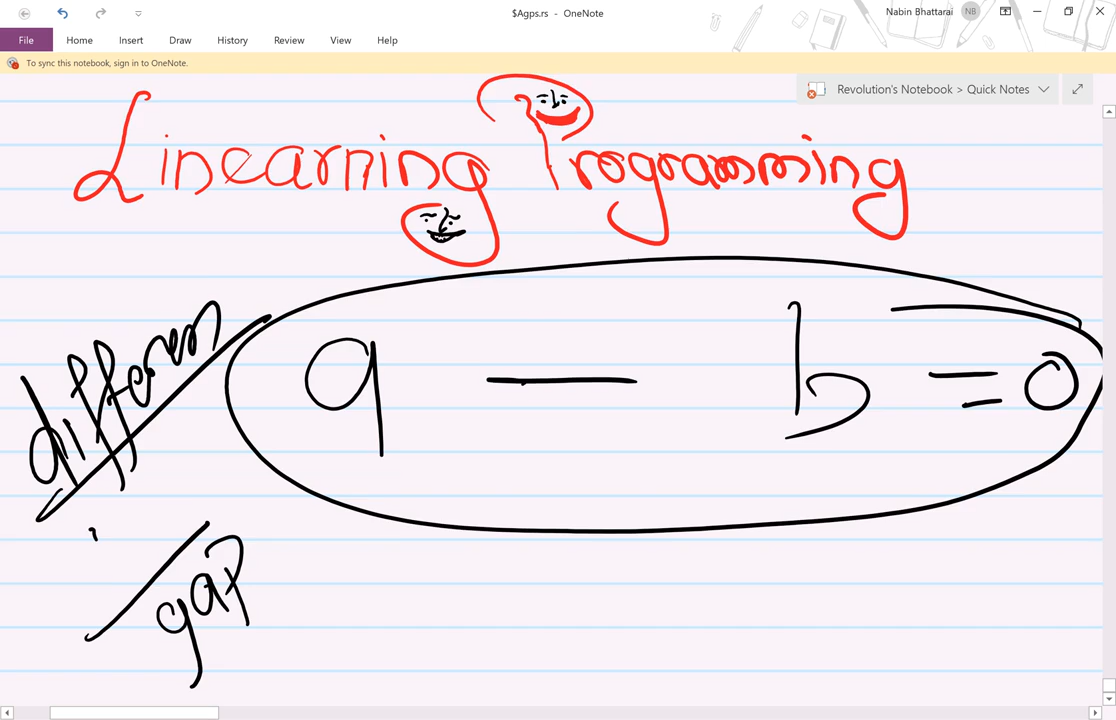 $Agps.rs - OneNote
Nabin Bhattarai NB
File Home Insert Draw History Review View Help
To sync this notebook, sign in to OneNote.
Revolution's Notebook > Quick Notes
Linearning Programming
a - b = 0
differen
gap